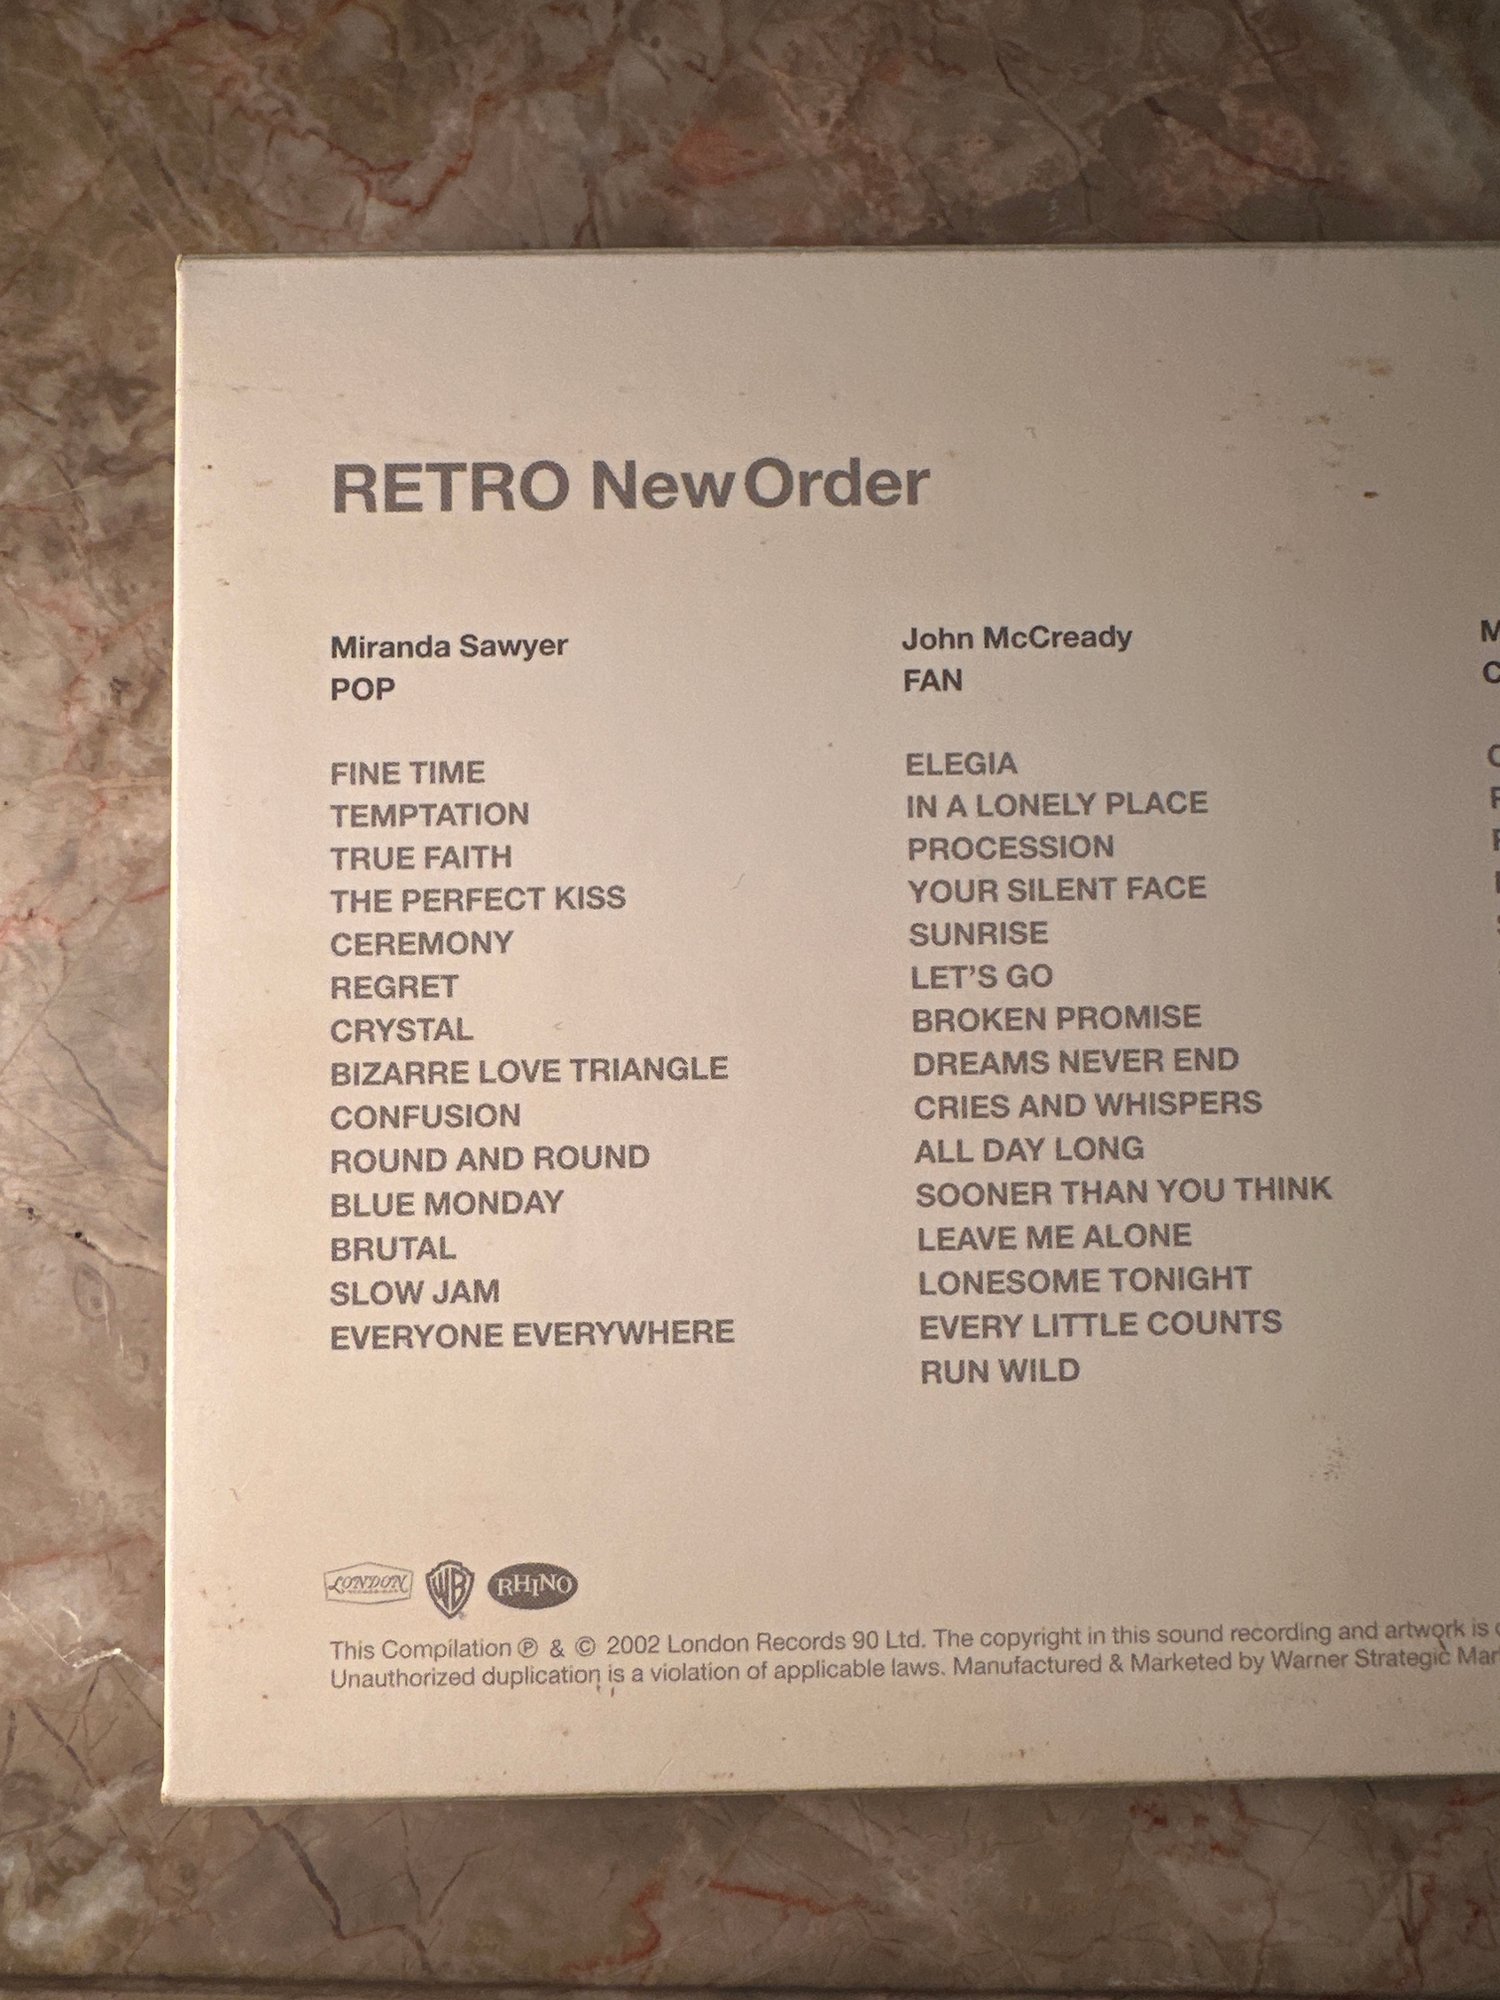 RETRO New Order
Miranda Sawyer
POP
FINE TIME
TEMPTATION
TRUE FAITH
THE PERFECT KISS
CEREMONY
REGRET
CRYSTAL
BIZARRE LOVE TRIANGLE
CONFUSION
ROUND AND ROUND
BLUE MONDAY
BRUTAL
SLOW JAM
EVERYONE EVERYWHERE
John McCready
FAN
ELEGIA
IN A LONELY PLACE
PROCESSION
YOUR SILENT FACE
SUNRISE
LET'S GO
BROKEN PROMISE
DREAMS NEVER END
CRIES AND WHISPERS
ALL DAY LONG
SOONER THAN YOU THINK
LEAVE ME ALONE
LONESOME TONIGHT
EVERY LITTLE COUNTS
RUN WILD
LONDON WB RHINO
This Compilation ℗ & © 2002 London Records 90 Ltd. The copyright in this sound recording and artwork is
Unauthorized duplication is a violation of applicable laws. Manufactured & Marketed by Warner Strategic